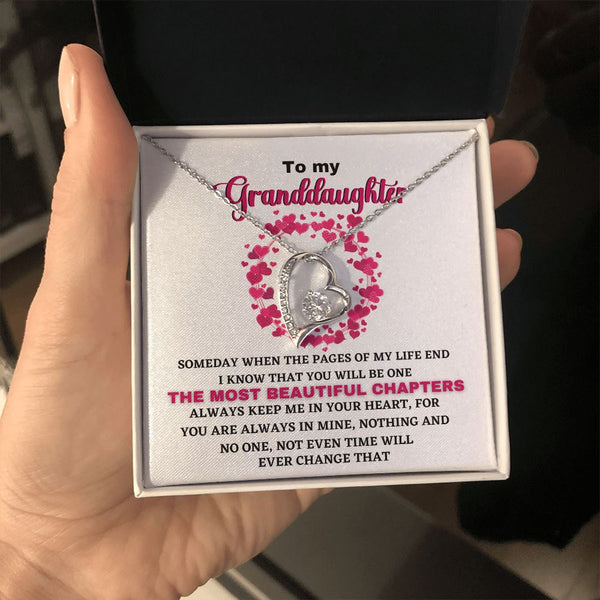 To my
Granddaughter
SOMEDAY WHEN THE PAGES OF MY LIFE END
I KNOW THAT YOU WILL BE ONE
THE MOST BEAUTIFUL CHAPTERS
ALWAYS KEEP ME IN YOUR HEART, FOR
YOU ARE ALWAYS IN MINE, NOTHING AND
NO ONE, NOT EVEN TIME WILL
EVER CHANGE THAT